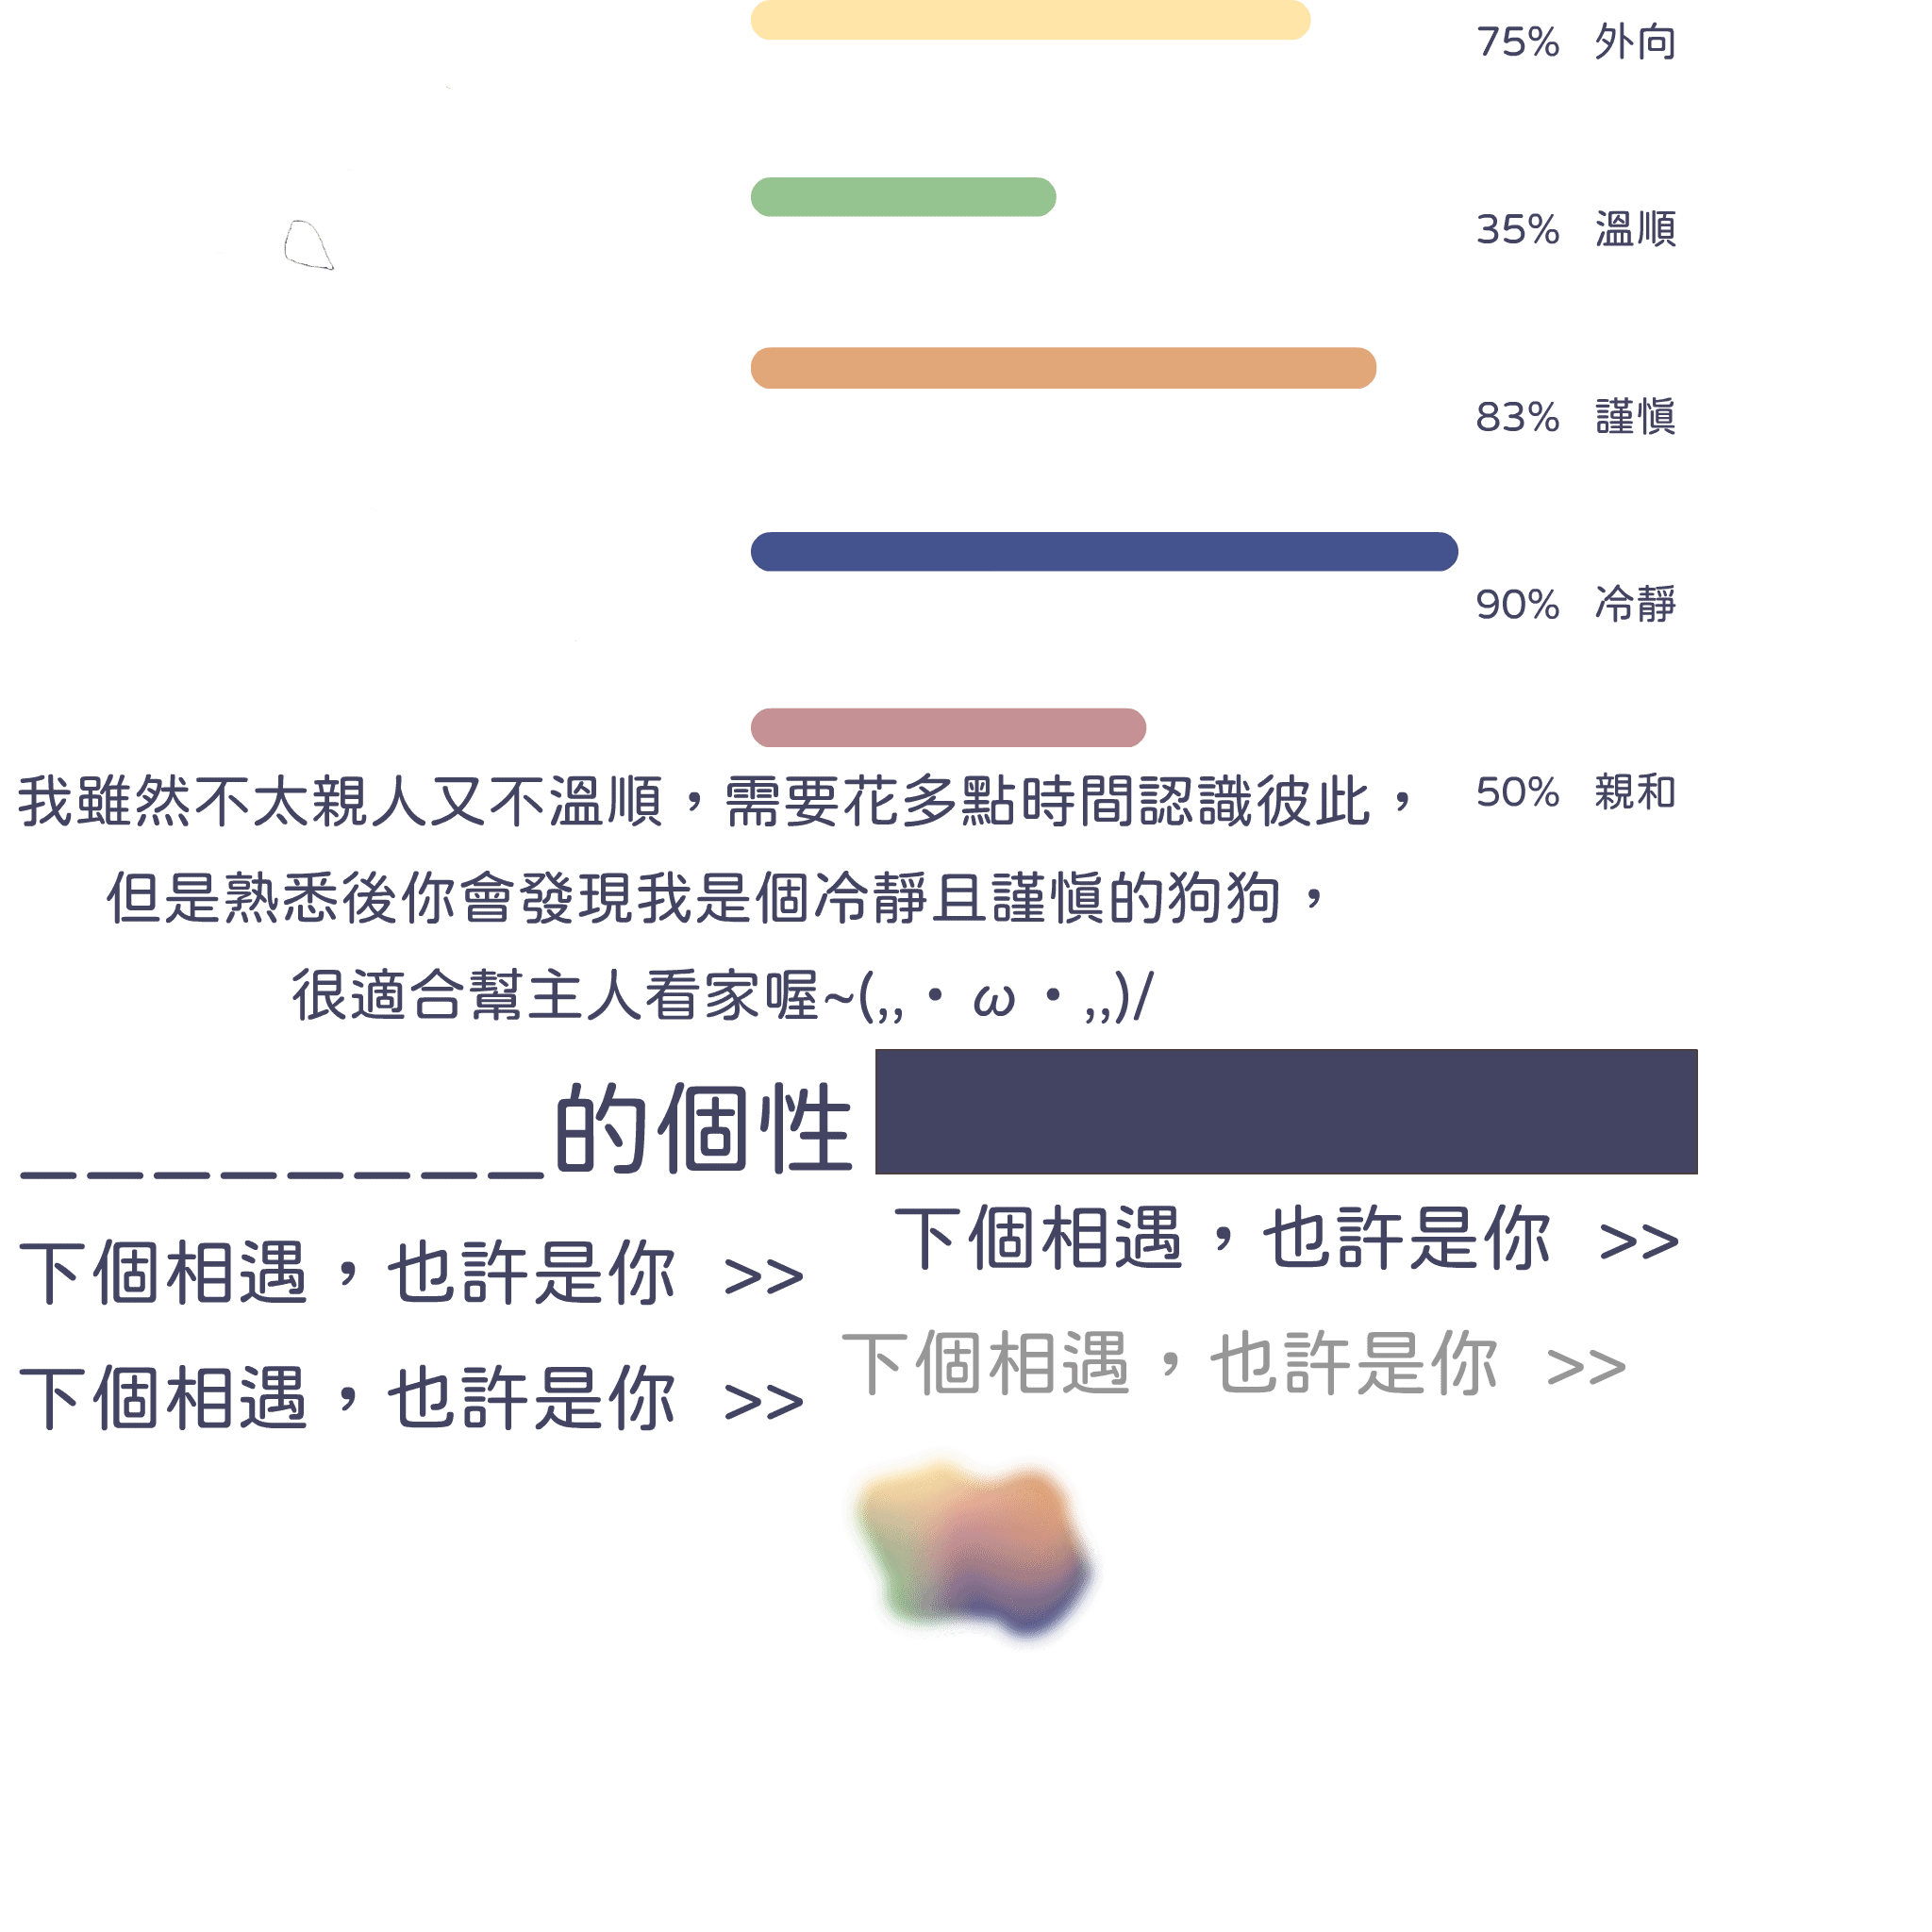 75% 外向
35% 溫順
83% 謹慎
90% 冷靜
50% 親和
我雖然不太親人又不溫順，需要花多點時間認識彼此，
但是熟悉後你會發現我是個冷靜且謹慎的狗狗，
很適合幫主人看家喔~(,,・ω・,,)/
________的個性
下個相遇，也許是你 >>
下個相遇，也許是你 >>
下個相遇，也許是你 >>
下個相遇，也許是你 >>